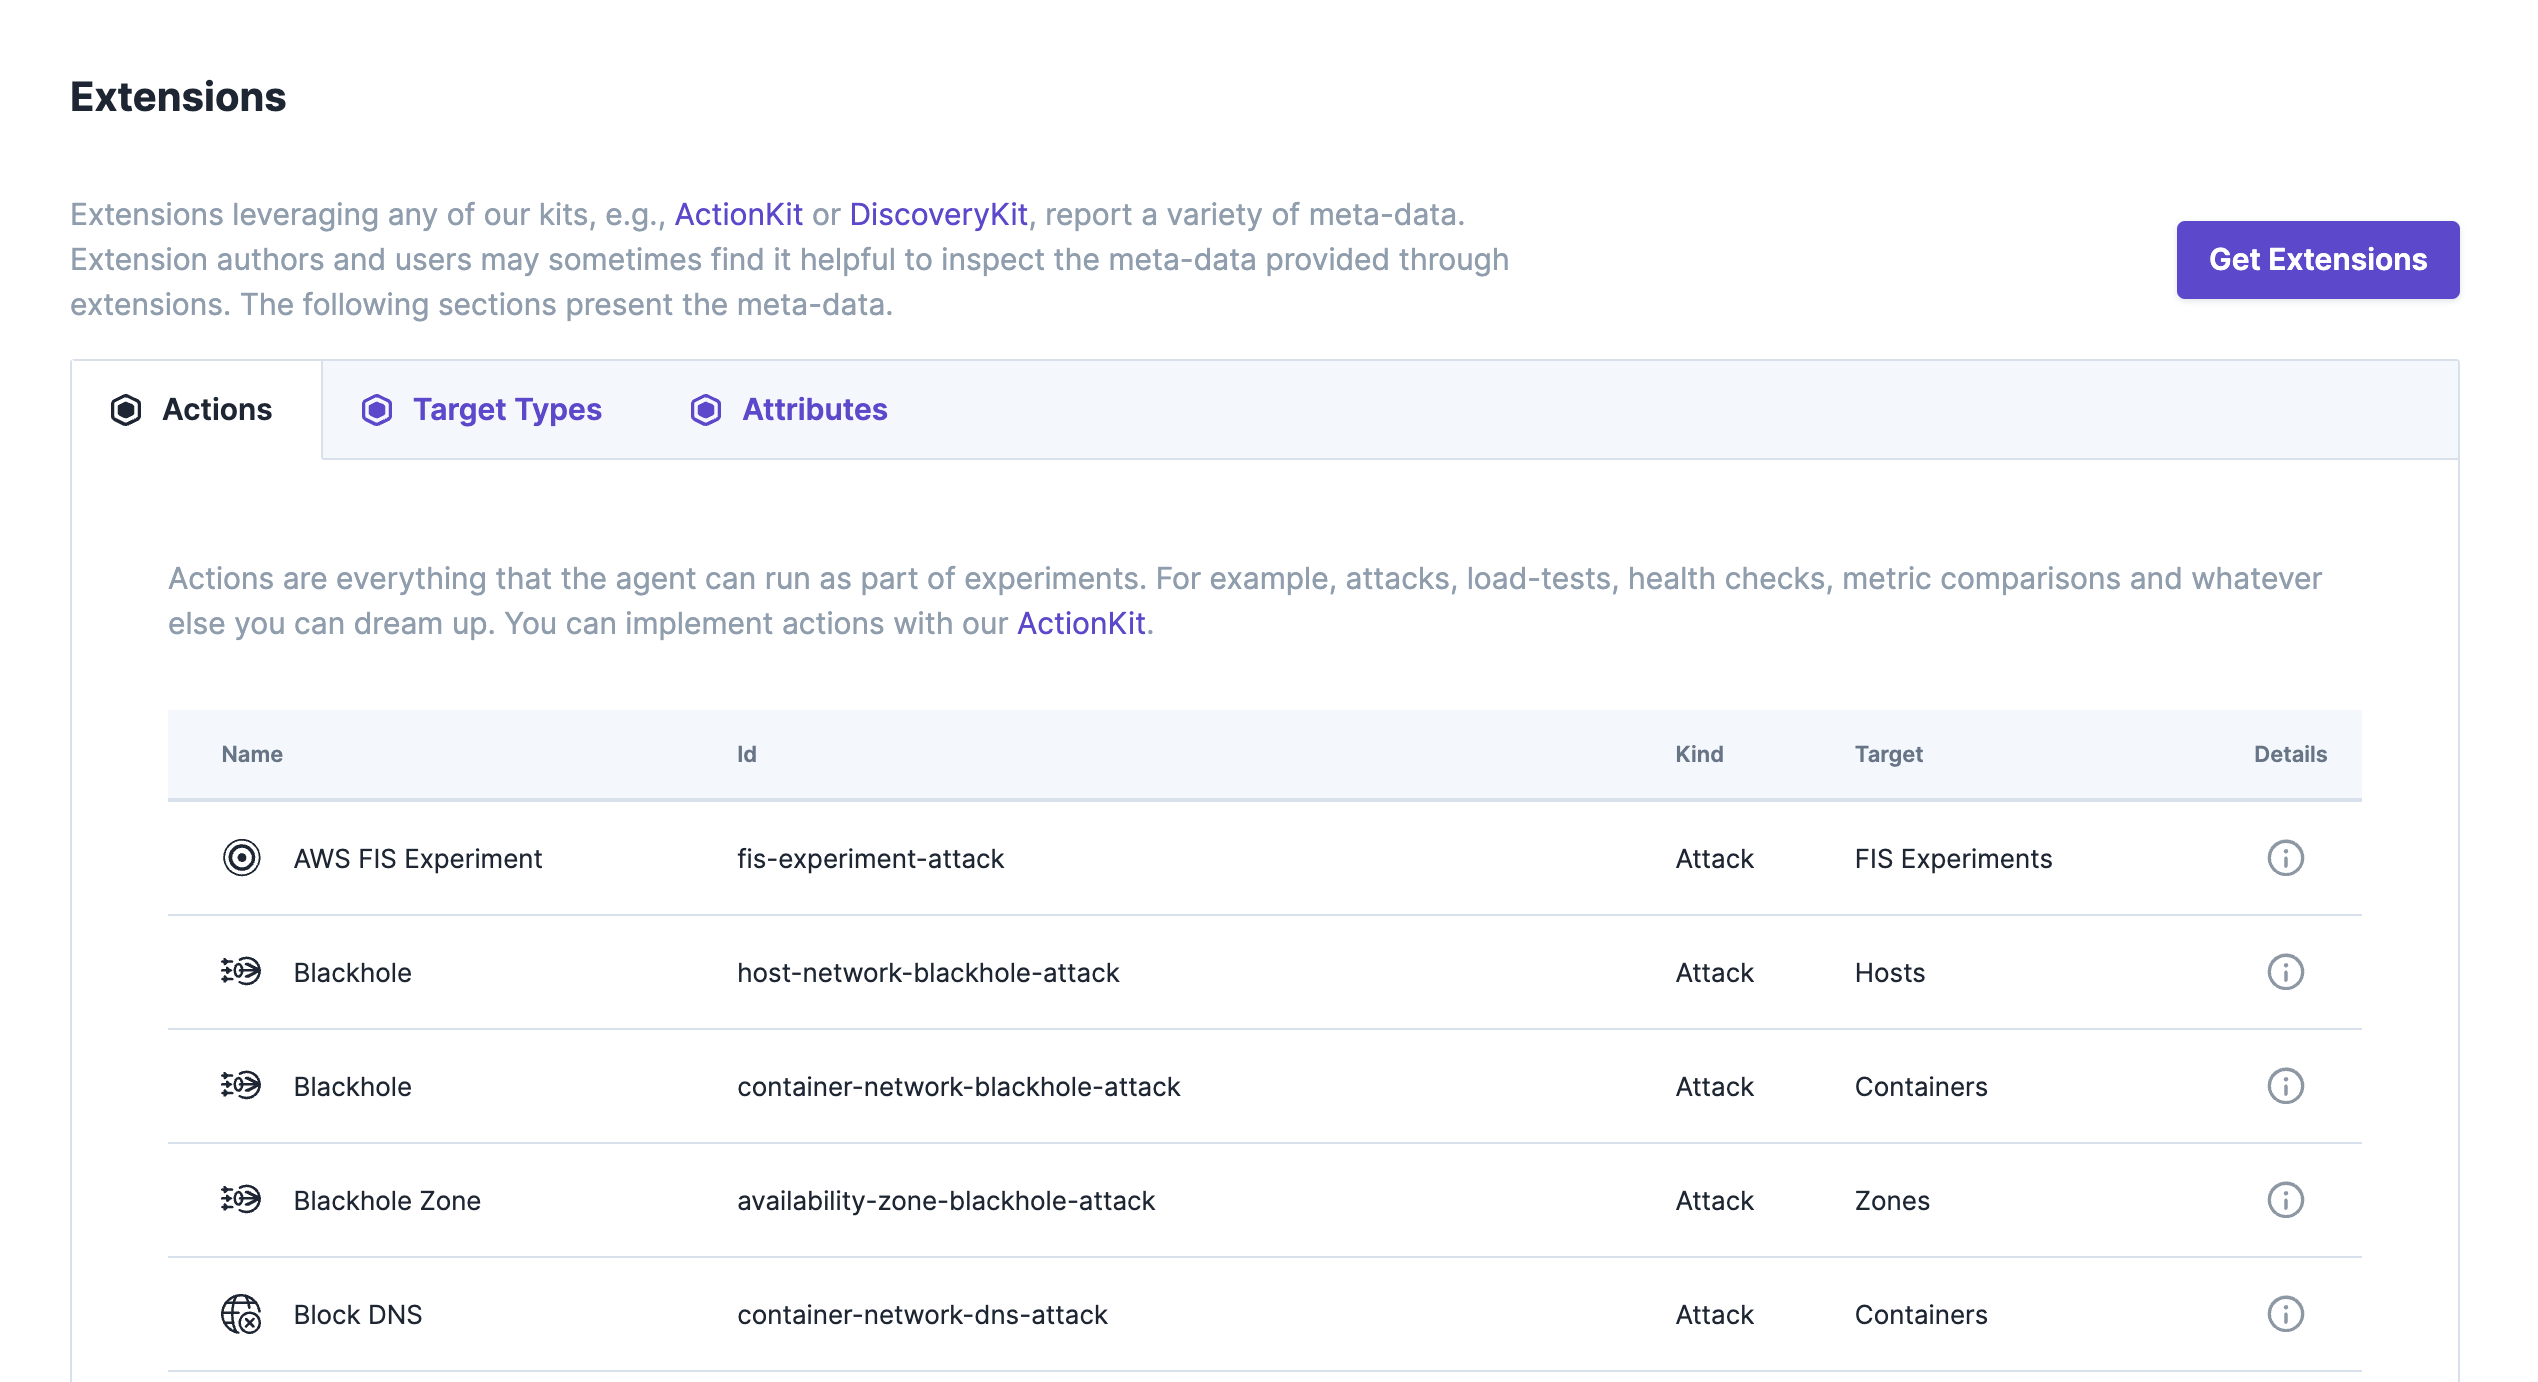 Extensions
Extensions leveraging any of our kits, e.g., ActionKit or DiscoveryKit, report a variety of meta-data.
Extension authors and users may sometimes find it helpful to inspect the meta-data provided through
extensions. The following sections present the meta-data.
Get Extensions
Actions Target Types Attributes
Actions are everything that the agent can run as part of experiments. For example, attacks, load-tests, health checks, metric comparisons and whatever
else you can dream up. You can implement actions with our ActionKit.
Name Id Kind Target Details
AWS FIS Experiment fis-experiment-attack Attack FIS Experiments
Blackhole host-network-blackhole-attack Attack Hosts
Blackhole container-network-blackhole-attack Attack Containers
Blackhole Zone availability-zone-blackhole-attack Attack Zones
Block DNS container-network-dns-attack Attack Containers